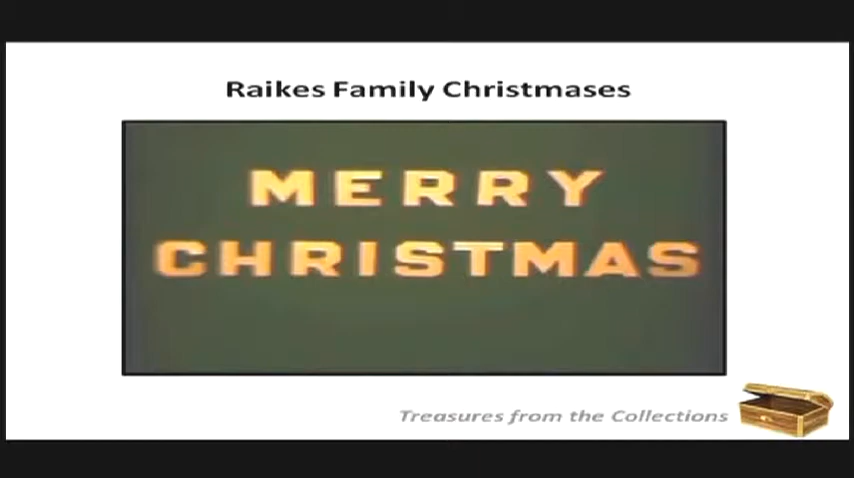 Raikes Family Christmases
MERRY
CHRISTMAS
Treasures from the Collections